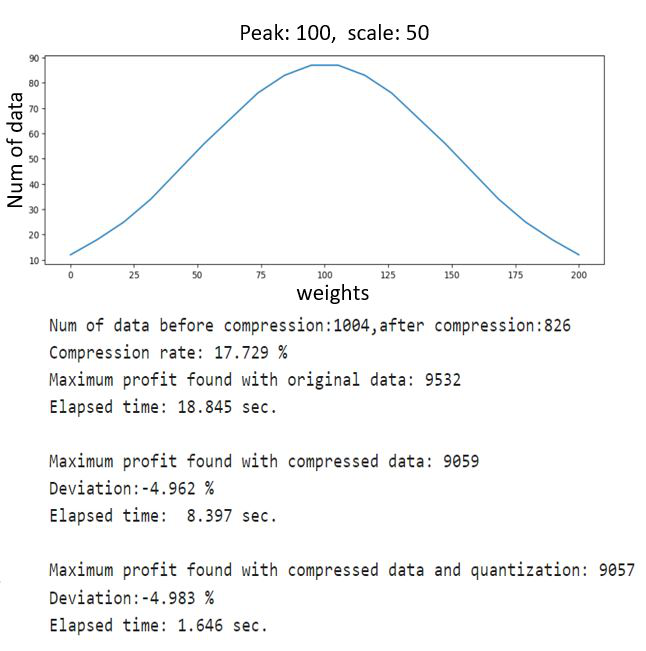 Peak: 100,  scale: 50
90
80
70
60
50
40
30
20
10
Num of data
0 25 50 75 100 125 150 175 200
weights
Num of data before compression:1004,after compression:826
Compression rate: 17.729 %
Maximum profit found with original data: 9532
Elapsed time: 18.845 sec.
Maximum profit found with compressed data: 9059
Deviation:-4.962 %
Elapsed time:  8.397 sec.
Maximum profit found with compressed data and quantization: 9057
Deviation:-4.983 %
Elapsed time: 1.646 sec.